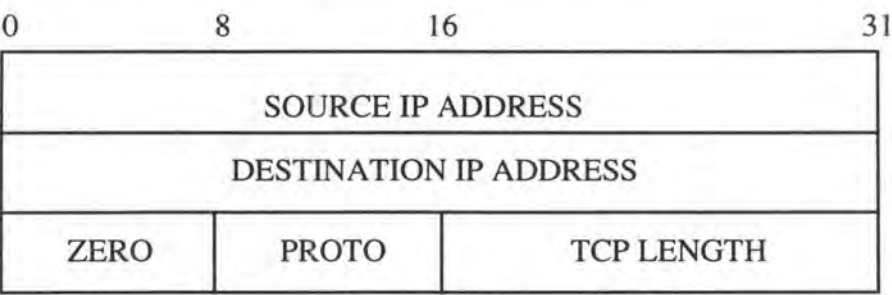 0 8 16 31
SOURCE IP ADDRESS
DESTINATION IP ADDRESS
ZERO PROTO TCP LENGTH